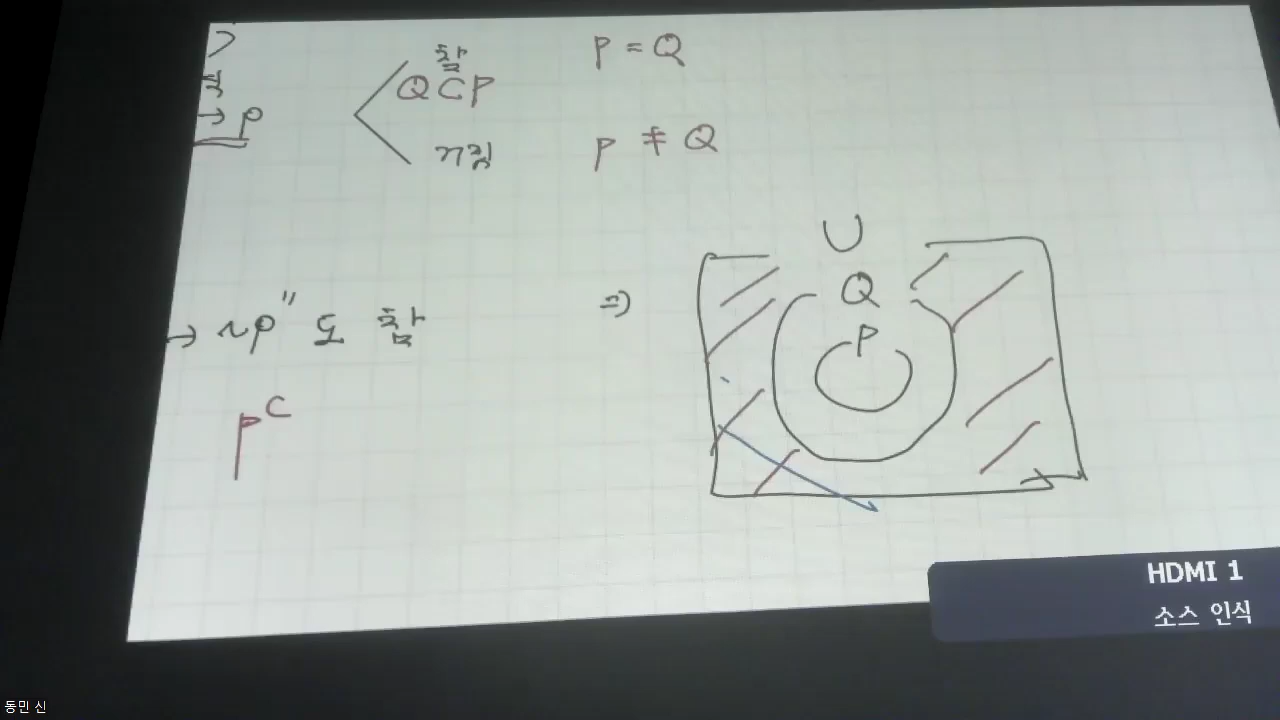 참
Q⊂P
P = Q
→ P
거짓
P ≠ Q
→ ~p" 도 참
⇒
U
Q
P
P^C
HDMI 1
소스 인식
동민 신